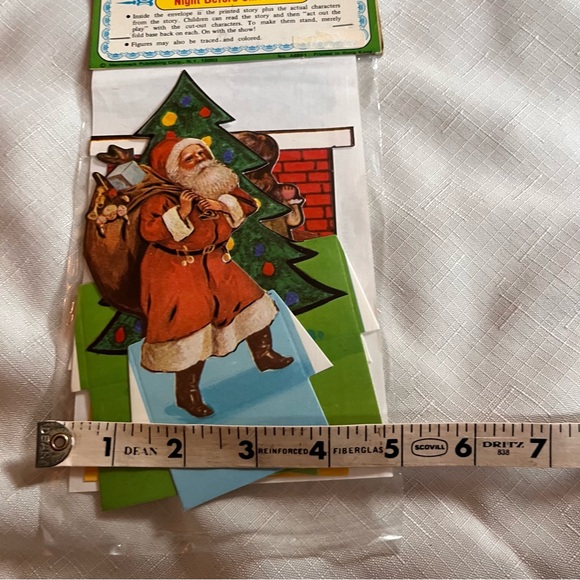 Night Before
• Inside the envelope is the printed story plus the actual characters
from the story. Children can read the story and then "act out the
play" with the cut-out characters. To make them stand, merely
fold base back on each. On with the show!
• Figures may also be traced and colored.
1 DEAN 2 3 REINFORCED 4 FIBERGLAS 5 SCOVILL 6 DRITZ 838 7